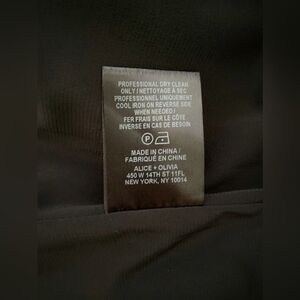 PROFESSIONAL DRY CLEAN
ONLY / NETTOYAGE A SEC
PROFESSIONNEL UNIQUEMENT
COOL IRON ON REVERSE SIDE
WHEN NEEDED /
FER FRAIS SUR LE CÔTÉ
INVERSE EN CAS DE BESOIN
P
MADE IN CHINA /
FABRIQUÉ EN CHINE
ALICE + OLIVIA
450 W 14TH ST 11FL
NEW YORK, NY 10014